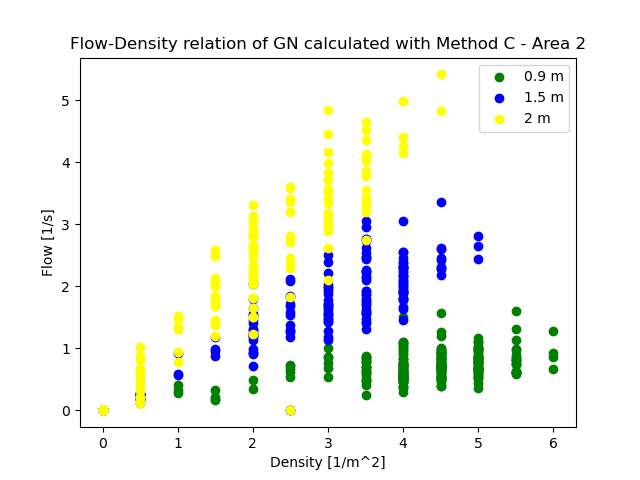 Flow-Density relation of GN calculated with Method C - Area 2
0.9 m
1.5 m
2 m
5
4
3
2
1
0
Flow [1/s]
0 1 2 3 4 5 6
Density [1/m^2]